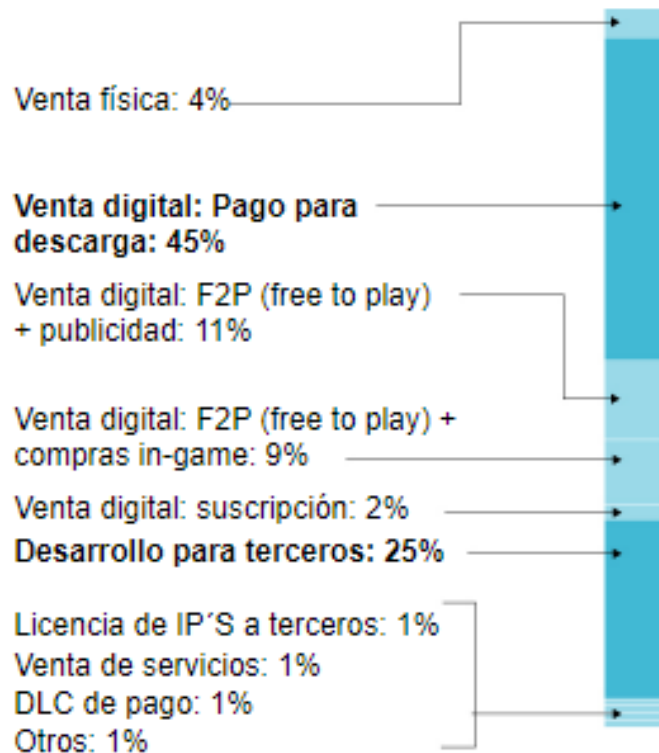 Venta física: 4%
Venta digital: Pago para
descarga: 45%
Venta digital: F2P (free to play)
+ publicidad: 11%
Venta digital: F2P (free to play) +
compras in-game: 9%
Venta digital: suscripción: 2%
Desarrollo para terceros: 25%
Licencia de IP´S a terceros: 1%
Venta de servicios: 1%
DLC de pago: 1%
Otros: 1%